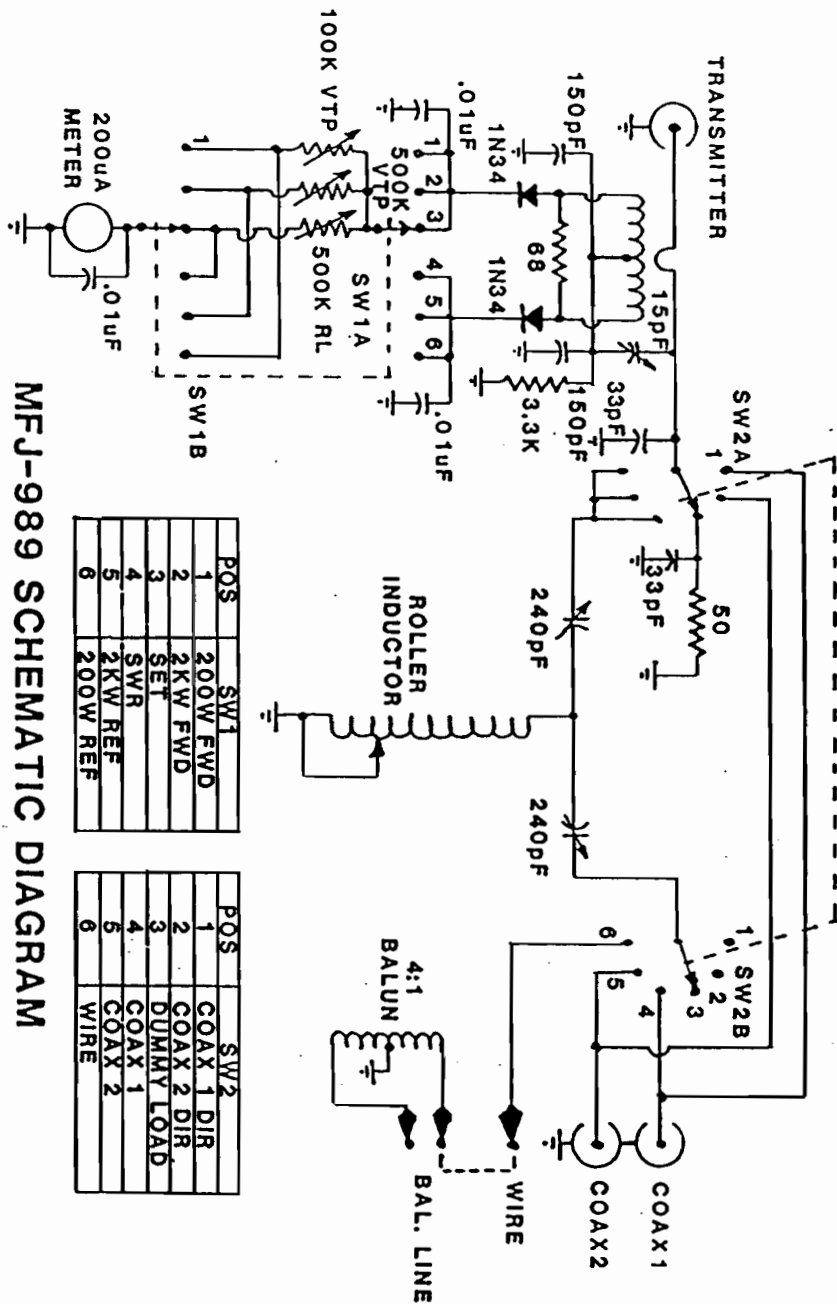 TRANSMITTER
15pF
150pF
68
1N34
1N34
.01uF
1
2
3
4
5
6
500K
VTP
100K VTP
500K RL
SW1A
.01uF
3.3K
150pF
33pF
1
SW1B
200uA
METER
.01uF
SW2A
1
33pF
50
240pF
240pF
ROLLER
INDUCTOR
1
2
3
4
5
6
SW2B
4:1
BALUN
COAX1
COAX2
WIRE
BAL. LINE
POS SW1
1 200W FWD
2 2KW FWD
3 SET
4 SWR
5 2KW REF
6 200W REF
POS SW2
1 COAX 1 DIR
2 COAX 2 DIR
3 DUMMY LOAD
4 COAX 1
5 COAX 2
6 WIRE
MFJ-989 SCHEMATIC DIAGRAM